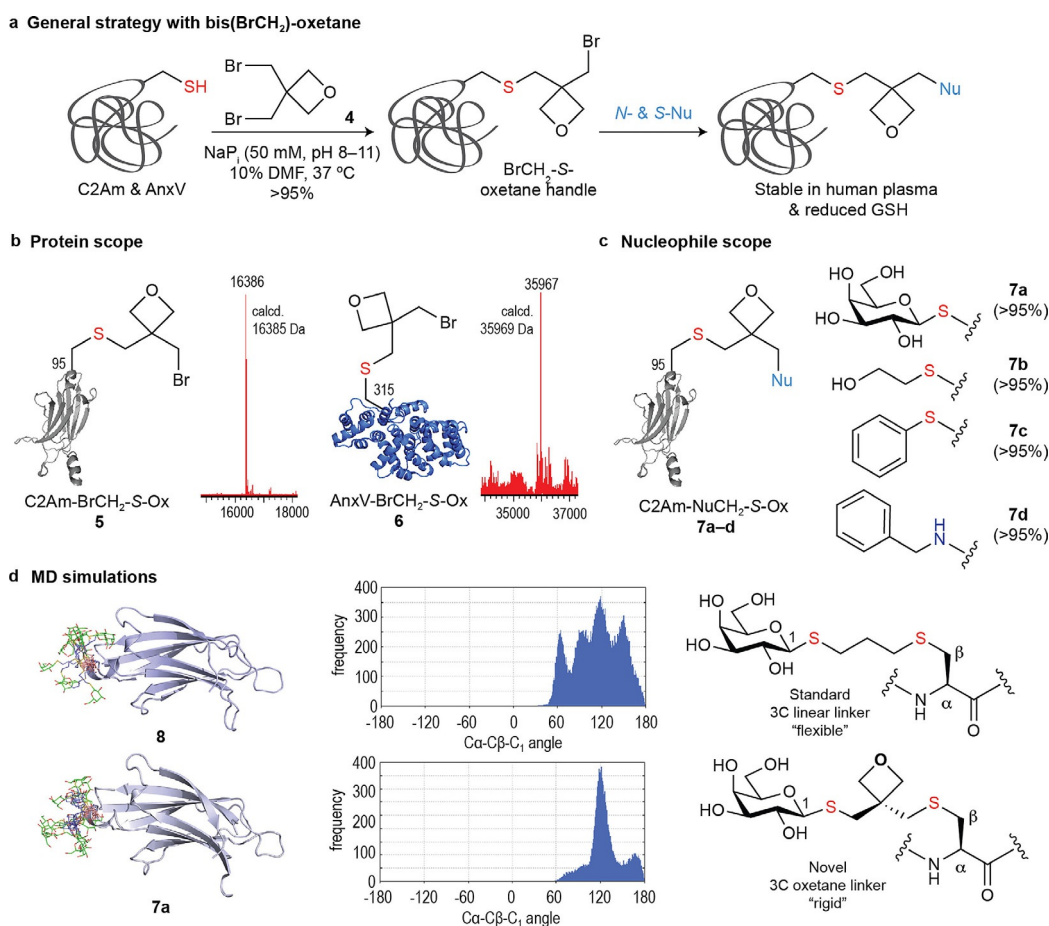 a General strategy with bis(BrCH2)-oxetane
SH
Br
Br
O
4
NaPi (50 mM, pH 8–11)
10% DMF, 37 ºC
>95%
C2Am & AnxV
Br
S
O
BrCH2-S-
oxetane handle
N- & S-Nu
S
Nu
O
Stable in human plasma
& reduced GSH
b Protein scope
O
S
95
Br
C2Am-BrCH2-S-Ox
5
16386
calcd.
16385 Da
16000 18000
O
Br
S
315
AnxV-BrCH2-S-Ox
6
35967
calcd.
35969 Da
35000 37000
c Nucleophile scope
O
S
95
Nu
C2Am-NuCH2-S-Ox
7a–d
HO OH
O
HO
S
OH
7a
(>95%)
HO
S
7b
(>95%)
S
7c
(>95%)
H
N
7d
(>95%)
d MD simulations
8
400
300
200
100
0
frequency
-180 -120 -60 0 60 120 180
Cα-Cβ-C1 angle
HO OH
O
HO
1
S
S
OH
β
N
H
α
O
Standard
3C linear linker
“flexible”
7a
400
300
200
100
0
frequency
-180 -120 -60 0 60 120 180
Cα-Cβ-C1 angle
O
HO OH
O
HO
1
S
S
OH
β
N
H
α
O
Novel
3C oxetane linker
“rigid”